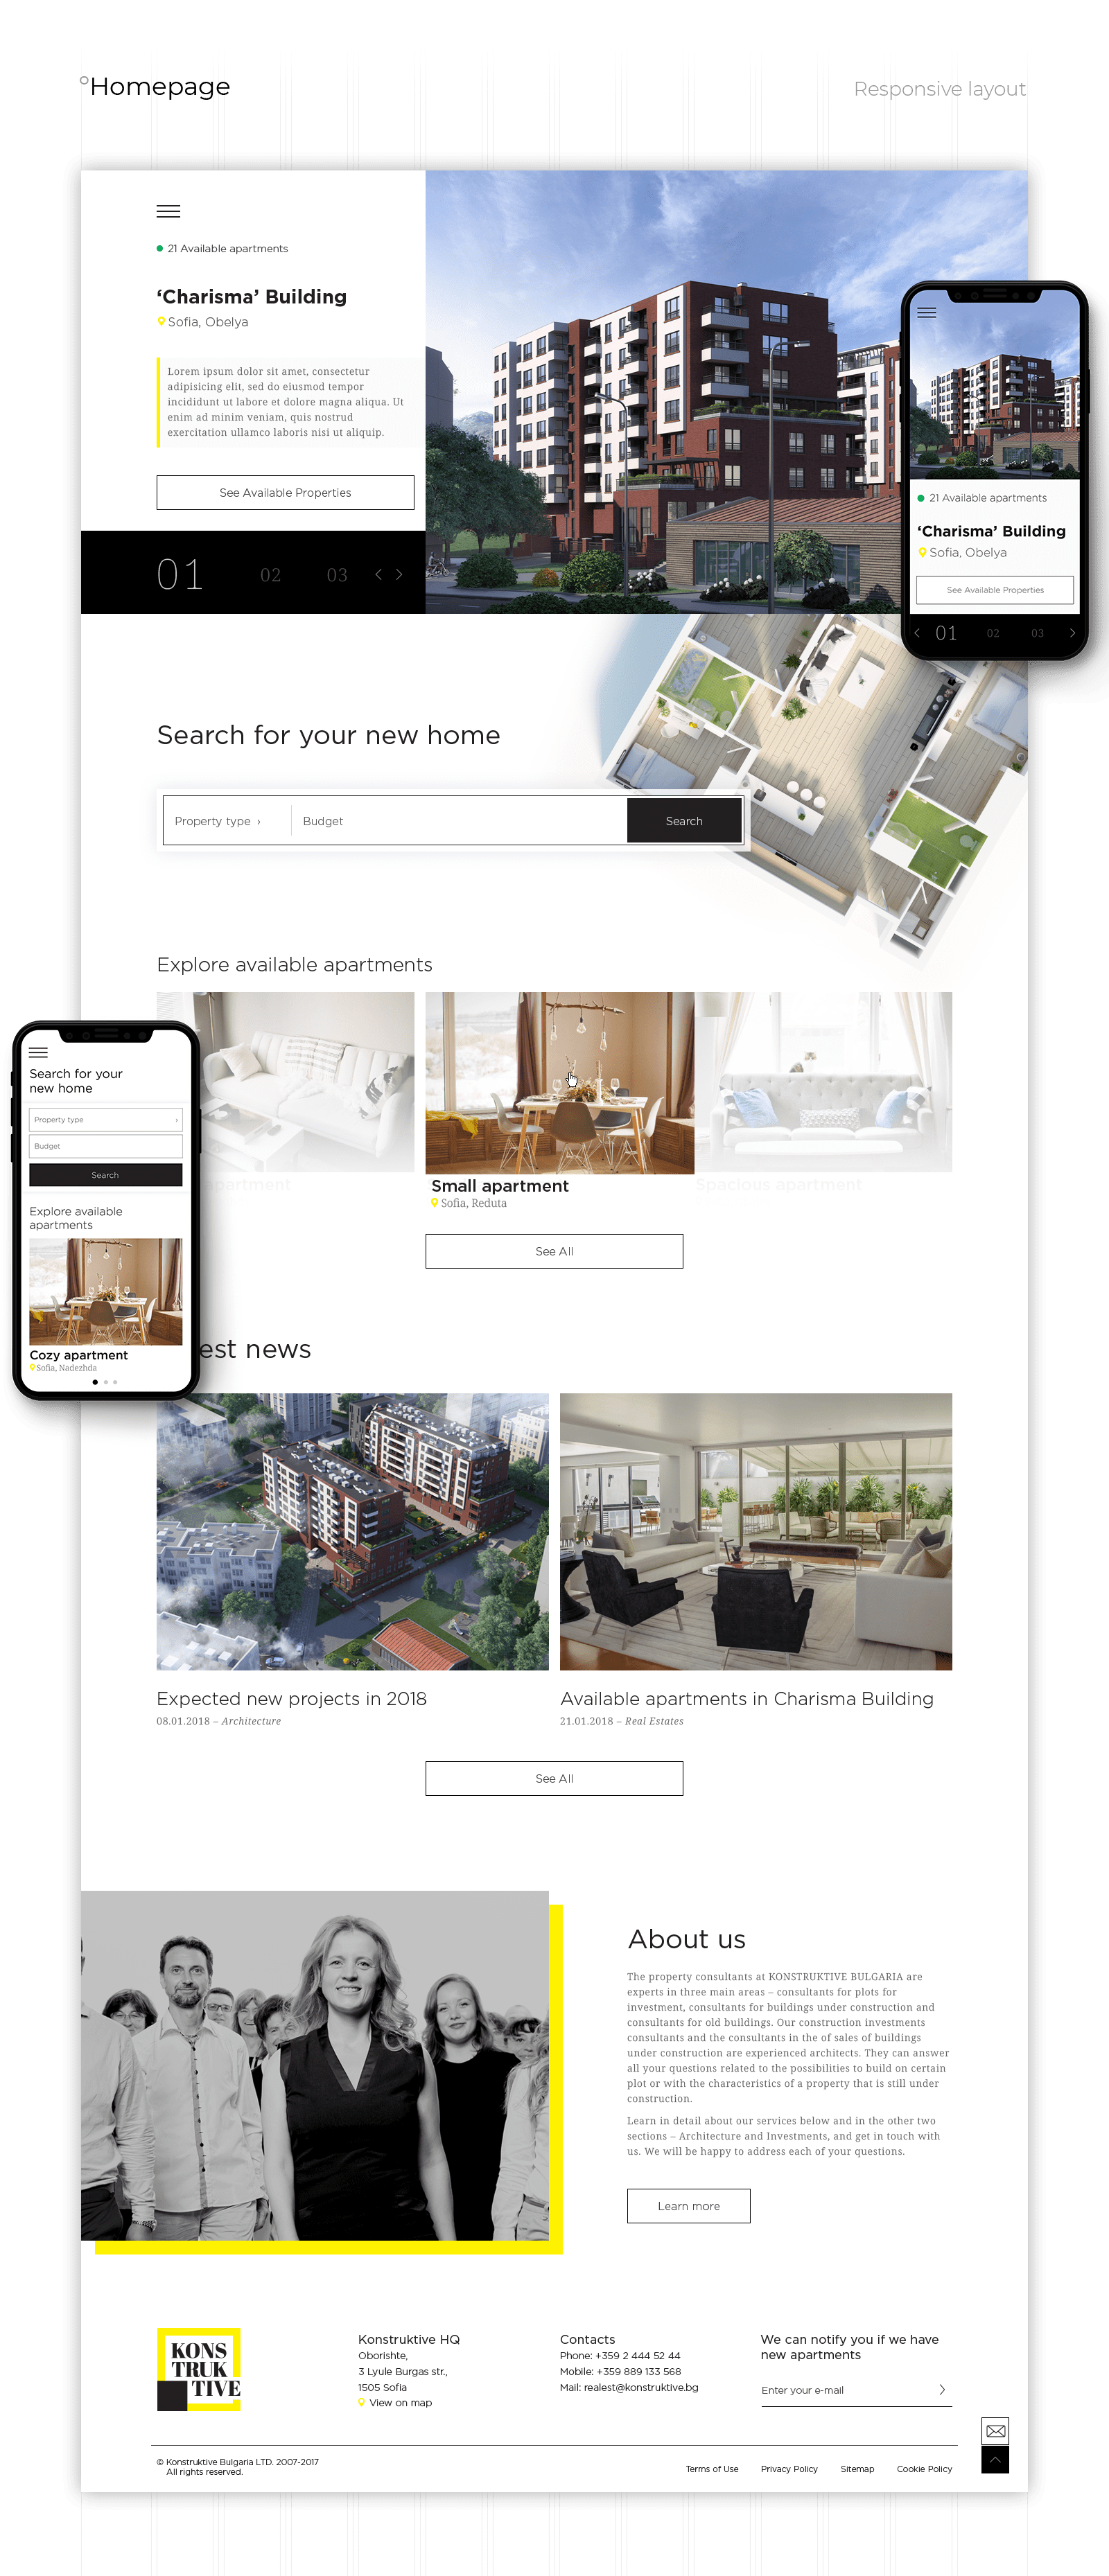 Homepage
Responsive layout
21 Available apartments
‘Charisma’ Building
Sofia, Obelya
Lorem ipsum dolor sit amet, consectetur
adipisicing elit, sed do eiusmod tempor
incididunt ut labore et dolore magna aliqua. Ut
enim ad minim veniam, quis nostrud
exercitation ullamco laboris nisi ut aliquip.
See Available Properties
01 02 03
21 Available apartments
‘Charisma’ Building
Sofia, Obelya
See Available Properties
01 02 03
Search for your new home
Property type ›
Budget
Search
Explore available apartments
apartment
Small apartment
Sofia, Reduta
Spacious apartment
See All
Search for your
new home
Property type ›
Budget
Search
Explore available
apartments
Cozy apartment
Sofia, Nadezhda
est news
Expected new projects in 2018
08.01.2018 – Architecture
Available apartments in Charisma Building
21.01.2018 – Real Estates
See All
About us
The property consultants at KONSTRUKTIVE BULGARIA are
experts in three main areas – consultants for plots for
investment, consultants for buildings under construction and
consultants for old buildings. Our construction investments
consultants and the consultants in the of sales of buildings
under construction are experienced architects. They can answer
all your questions related to the possibilities to build on certain
plot or with the characteristics of a property that is still under
construction.
Learn in detail about our services below and in the other two
sections – Architecture and Investments, and get in touch with
us. We will be happy to address each of your questions.
Learn more
KONS
TRUK
TIVE
Konstruktive HQ
Oborishte,
3 Lyule Burgas str.,
1505 Sofia
View on map
Contacts
Phone: +359 2 444 52 44
Mobile: +359 889 133 568
Mail: realest@konstruktive.bg
We can notify you if we have
new apartments
Enter your e-mail
© Konstruktive Bulgaria LTD. 2007-2017
All rights reserved.
Terms of Use
Privacy Policy
Sitemap
Cookie Policy